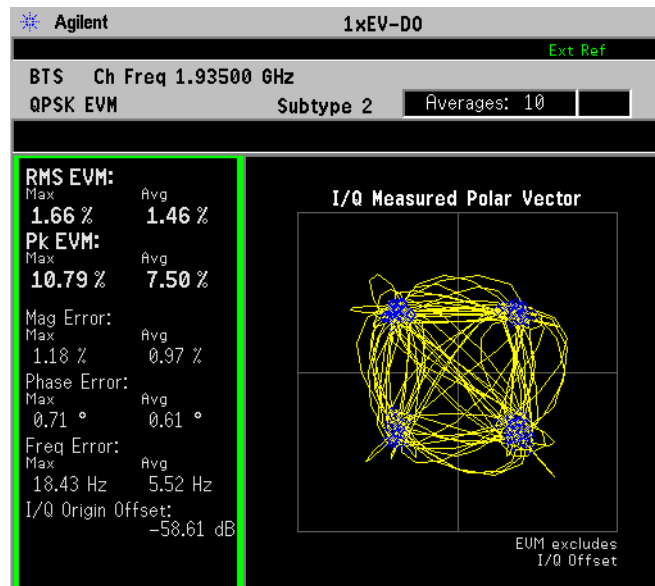 Agilent 1xEV-DO
Ext Ref
BTS Ch Freq 1.93500 GHz
QPSK EVM Subtype 2 Averages: 10
RMS EVM:
Max Avg
1.66 % 1.46 %
Pk EVM:
Max Avg
10.79 % 7.50 %
Mag Error:
Max Avg
1.18 % 0.97 %
Phase Error:
Max Avg
0.71 ° 0.61 °
Freq Error:
Max Avg
18.43 Hz 5.52 Hz
I/Q Origin Offset:
-58.61 dB
I/Q Measured Polar Vector
EVM excludes
I/Q Offset